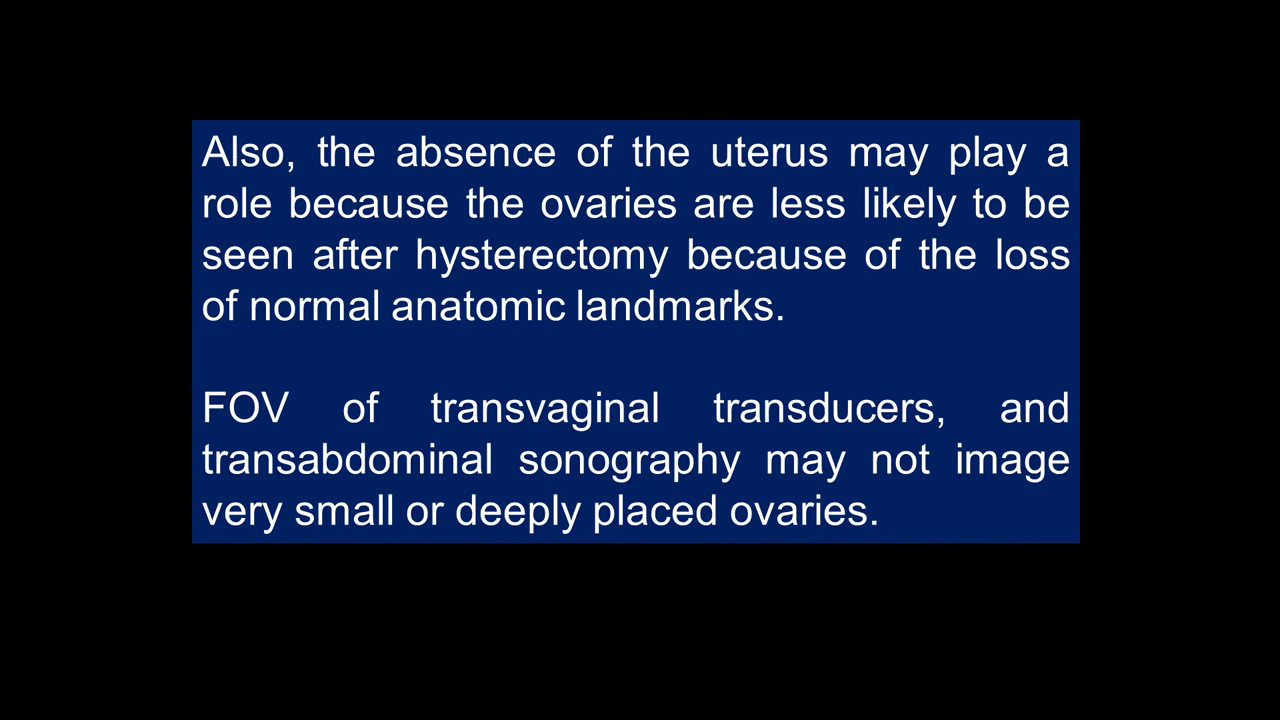 Also, the absence of the uterus may play a
role because the ovaries are less likely to be
seen after hysterectomy because of the loss
of normal anatomic landmarks.
FOV of transvaginal transducers, and
transabdominal sonography may not image
very small or deeply placed ovaries.